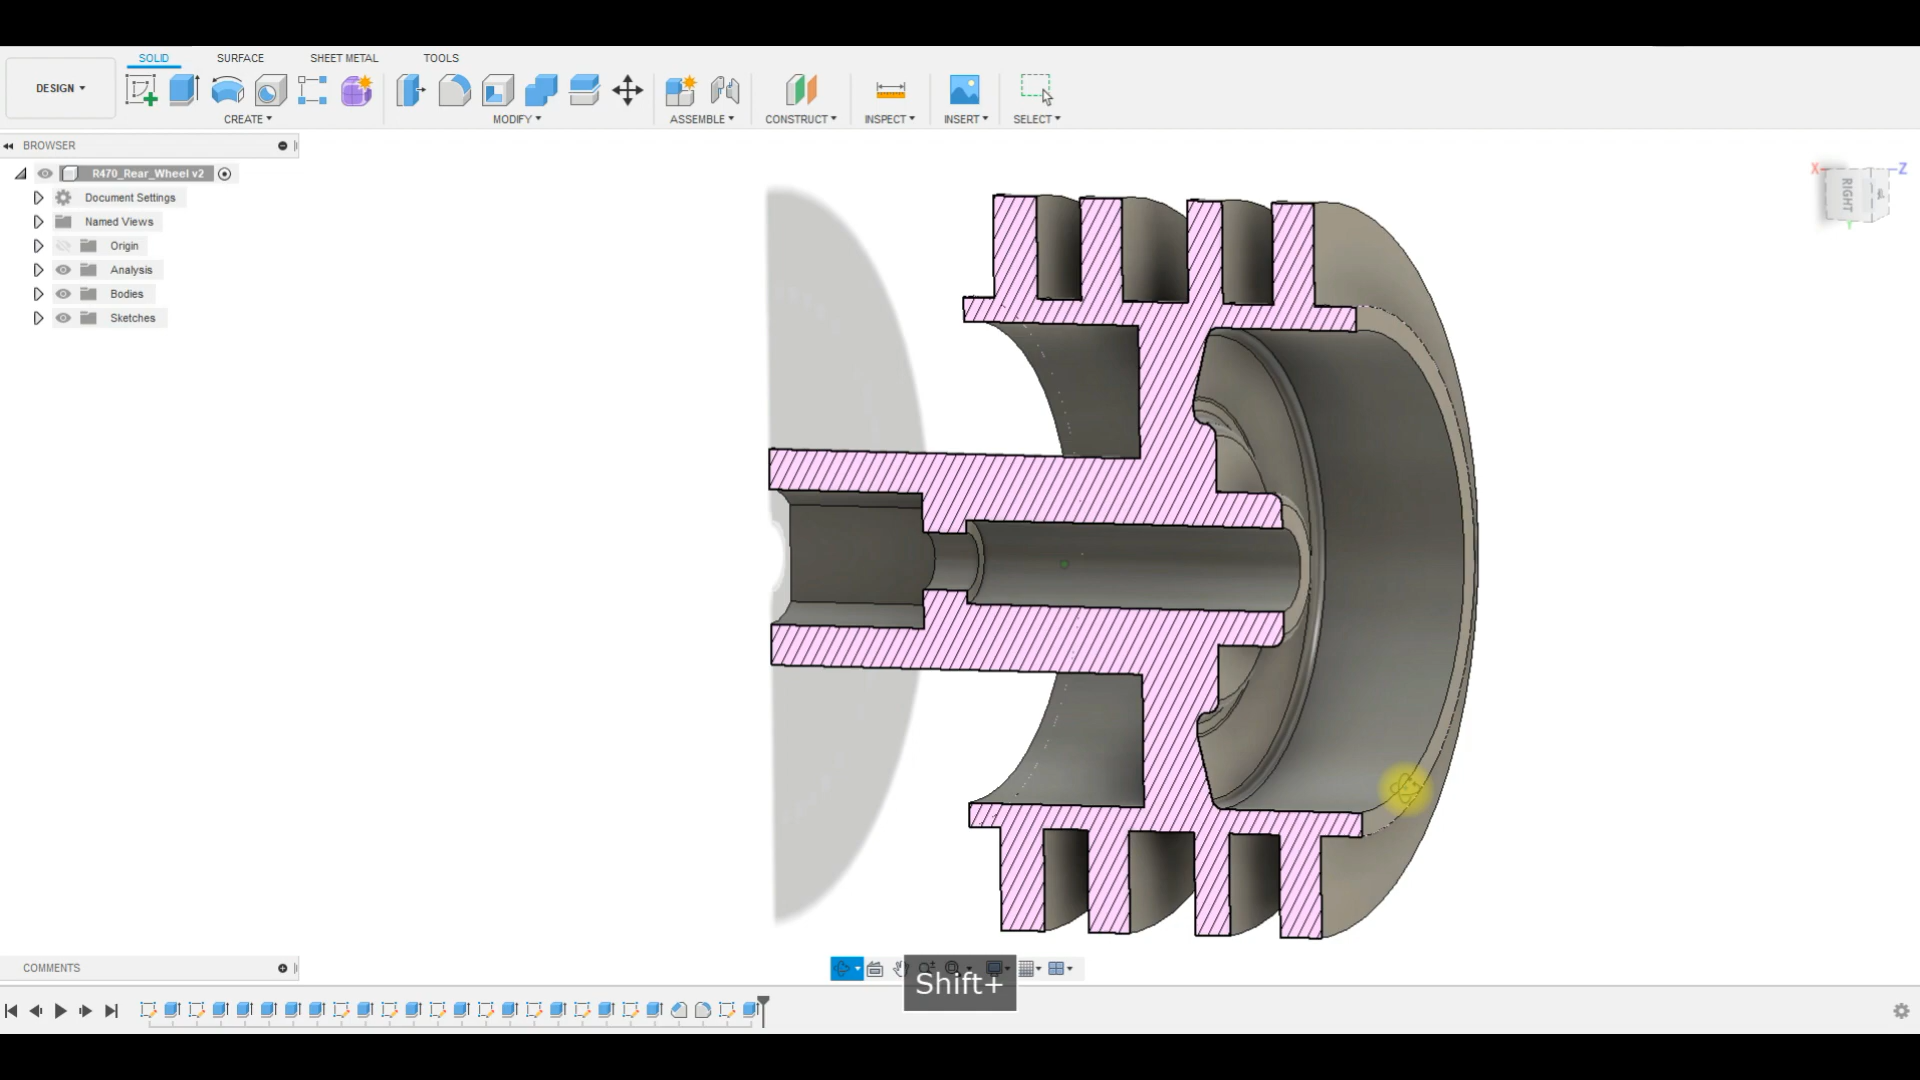 SOLID SURFACE SHEET METAL TOOLS
DESIGN
CREATE MODIFY ASSEMBLE CONSTRUCT INSPECT INSERT SELECT
BROWSER
R470_Rear_Wheel v2
Document Settings
Named Views
Origin
Analysis
Bodies
Sketches
X Z
RIGHT
COMMENTS
Shift+